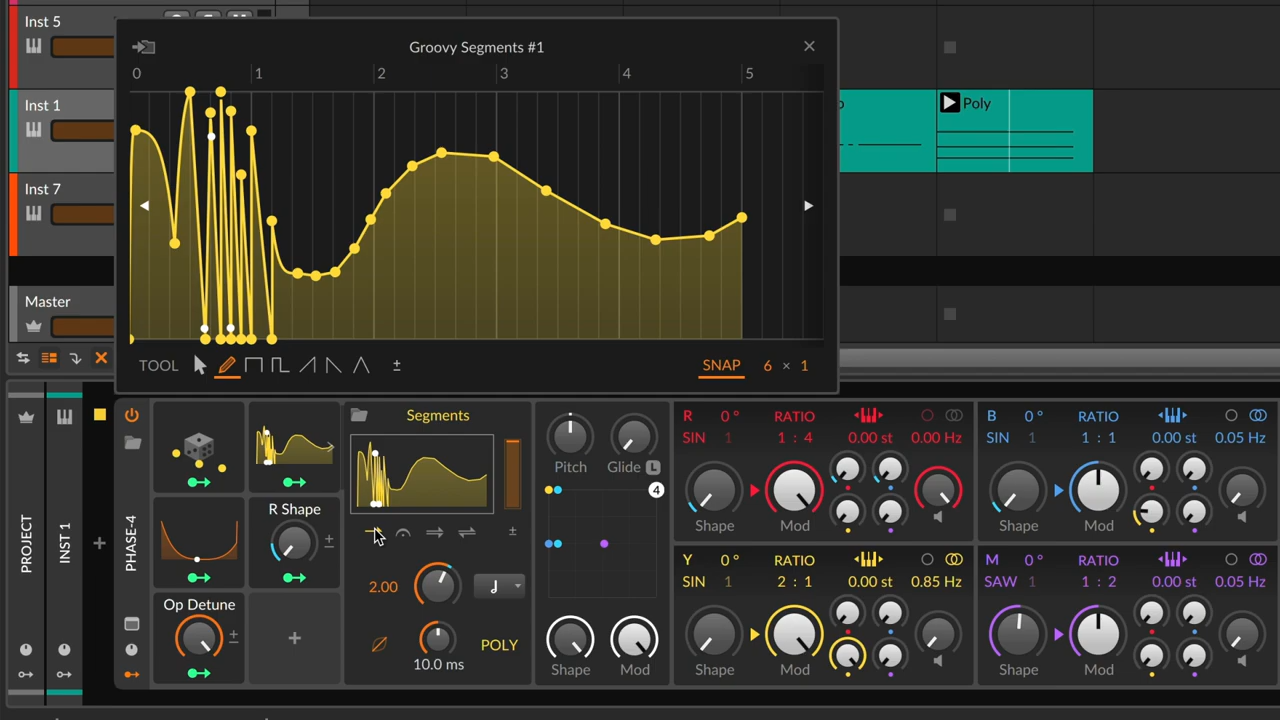 Inst 5
Groovy Segments #1
0 1 2 3 4 5
Inst 1
Poly
Inst 7
Master
TOOL
±
SNAP 6 × 1
Segments
Pitch Glide L
4
R 0° RATIO
SIN 1 1 : 4 0.00 st 0.00 Hz
Shape Mod
B 0° RATIO
SIN 1 1 : 1 0.00 st 0.05 Hz
Shape Mod
PROJECT
INST 1
+
PHASE-4
R Shape
±
±
2.00
Op Detune
±
+
10.0 ms
POLY
Shape Mod
Y 0° RATIO
SIN 1 2 : 1 0.00 st 0.85 Hz
Shape Mod
M 0° RATIO
SAW 1 1 : 2 0.00 st 0.05 Hz
Shape Mod